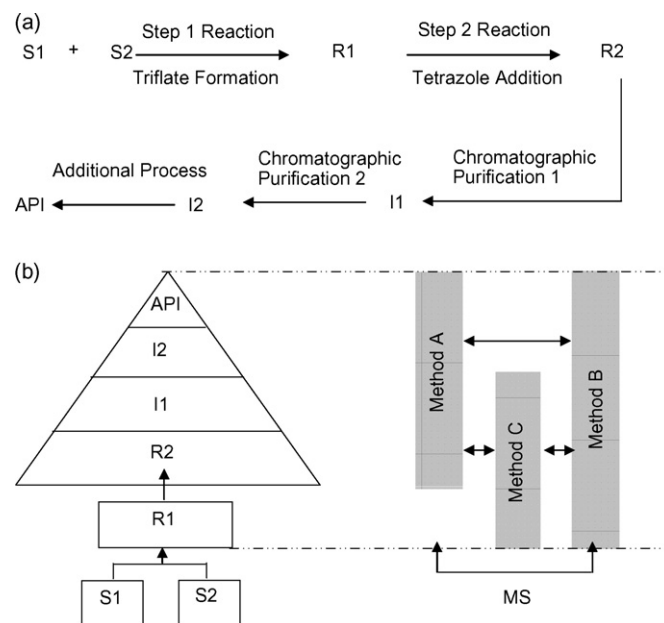 (a)
Step 1 Reaction
Step 2 Reaction
S1 + S2
R1
R2
Triflate Formation
Tetrazole Addition
Additional Process
Chromatographic
Purification 2
Chromatographic
Purification 1
API
I2
I1
(b)
API
I2
I1
R2
R1
S1
S2
Method A
Method C
Method B
MS